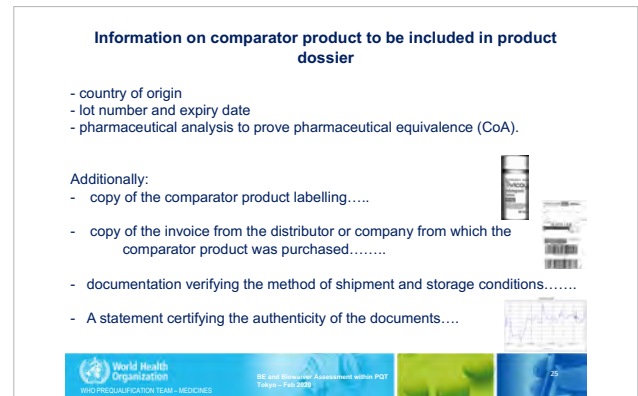 Information on comparator product to be included in product
dossier
- country of origin
- lot number and expiry date
- pharmaceutical analysis to prove pharmaceutical equivalence (CoA).
Additionally:
- copy of the comparator product labelling…..
- copy of the invoice from the distributor or company from which the
comparator product was purchased……..
- documentation verifying the method of shipment and storage conditions…….
- A statement certifying the authenticity of the documents….
World Health
Organization
WHO PREQUALIFICATION TEAM – MEDICINES
BE and Biowaiver Assessment within PQT
Tokyo – Feb 2020
25